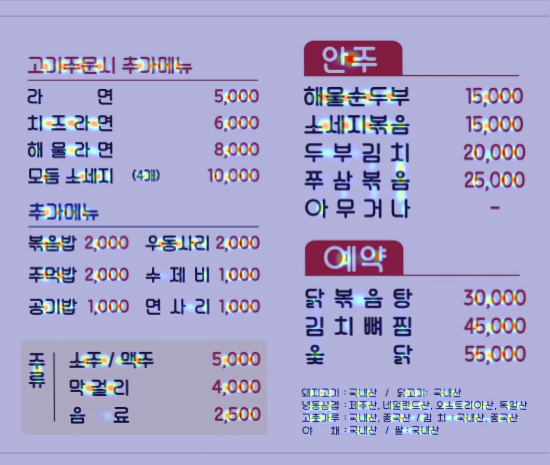 고기주문시 추가메뉴
라 면 5,000
치즈라면 6,000
해물라면 8,000
모듬 소세지 (4개) 10,000
추가메뉴
볶음밥 2,000 우동사리 2,000
주먹밥 2,000 수제비 1,000
공기밥 1,000 면사리 1,000
주류
소주/맥주 5,000
막걸리 4,000
음료 2,500
안주
해물순두부 15,000
소세지볶음 15,000
두부김치 20,000
쭈삼볶음 25,000
아무거나 -
예약
닭볶음탕 30,000
김치뼈찜 45,000
옻 닭 55,000
돼지고기 : 국내산 / 닭고기: 국내산
냉동삼겹 : 제주산, 네덜란드산, 오스트리아산, 독일산
고춧가루 : 국내산, 중국산 / 김 치 : 국내산, 중국산
야 채 : 국내산 / 쌀 : 국내산